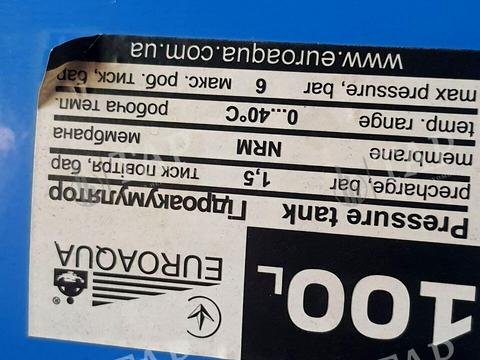 100L
EUROAQUA®
Pressure tank Гідроакумулятор
precharge, bar 1,5 тиск повітря, бар
membrane NRM мембрана
temp. range 0...40°C робоча темп.
max pressure, bar 6 макс. роб. тиск, бар
www.euroaqua.com.ua